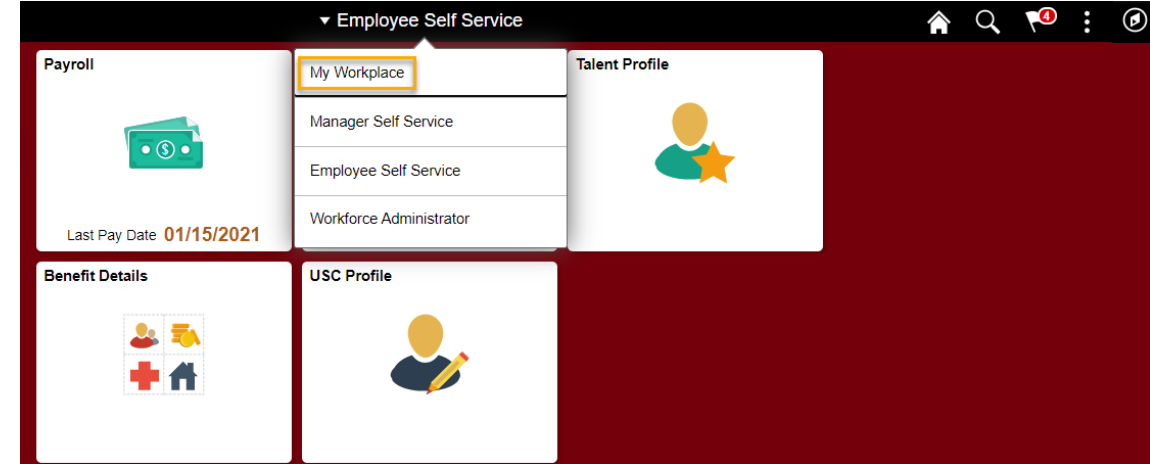 Employee Self Service
4
Payroll
My Workplace
Talent Profile
Manager Self Service
Employee Self Service
Workforce Administrator
$
Last Pay Date 01/15/2021
Benefit Details
USC Profile